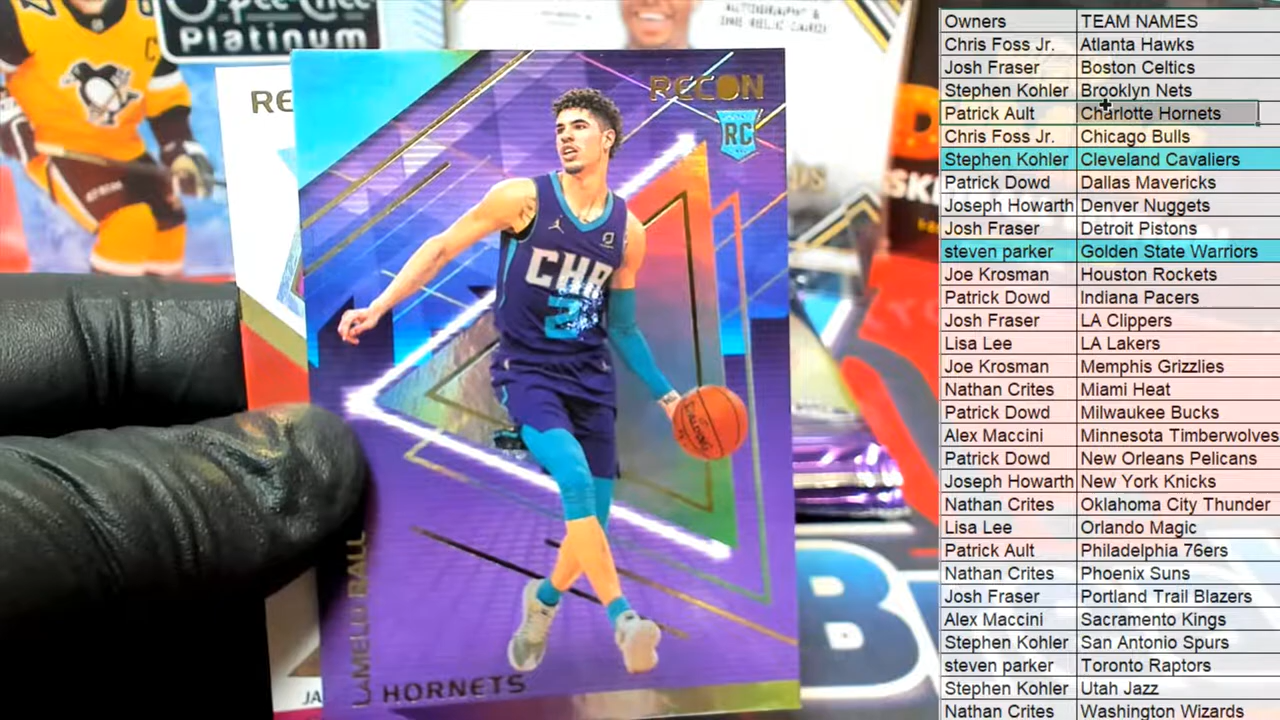 O-Pee-Chee
Platinum
RE
RECON
RC
CHA
2
SPALDING
LAMELO BALL
HORNETS
JA
B
Owners TEAM NAMES
Chris Foss Jr. Atlanta Hawks
Josh Fraser Boston Celtics
Stephen Kohler Brooklyn Nets
Patrick Ault Charlotte Hornets
Chris Foss Jr. Chicago Bulls
Stephen Kohler Cleveland Cavaliers
Patrick Dowd Dallas Mavericks
Joseph Howarth Denver Nuggets
Josh Fraser Detroit Pistons
steven parker Golden State Warriors
Joe Krosman Houston Rockets
Patrick Dowd Indiana Pacers
Josh Fraser LA Clippers
Lisa Lee LA Lakers
Joe Krosman Memphis Grizzlies
Nathan Crites Miami Heat
Patrick Dowd Milwaukee Bucks
Alex Maccini Minnesota Timberwolves
Patrick Dowd New Orleans Pelicans
Joseph Howarth New York Knicks
Nathan Crites Oklahoma City Thunder
Lisa Lee Orlando Magic
Patrick Ault Philadelphia 76ers
Nathan Crites Phoenix Suns
Josh Fraser Portland Trail Blazers
Alex Maccini Sacramento Kings
Stephen Kohler San Antonio Spurs
steven parker Toronto Raptors
Stephen Kohler Utah Jazz
Nathan Crites Washington Wizards